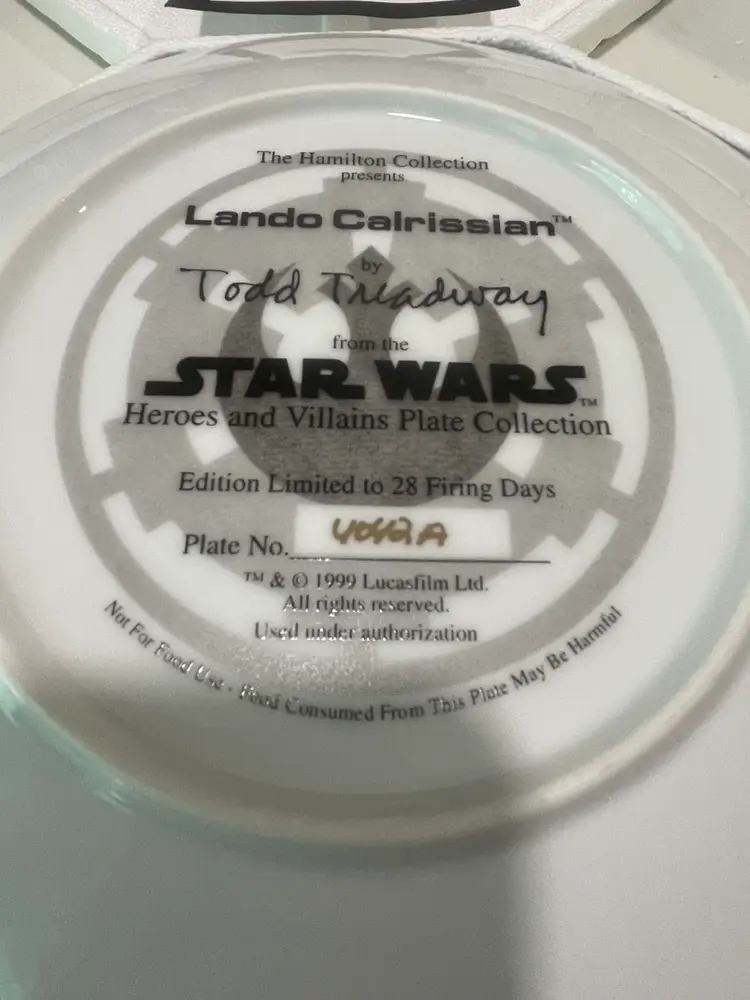 The Hamilton Collection
presents
Lando Calrissian™
by
Todd Treadway
from the
STAR WARS™
Heroes and Villains Plate Collection
Edition Limited to 28 Firing Days
Plate No. 4042A
™ & © 1999 Lucasfilm Ltd.
All rights reserved.
Used under authorization
Not For Food Use - Food Consumed From This Plate May Be Harmful